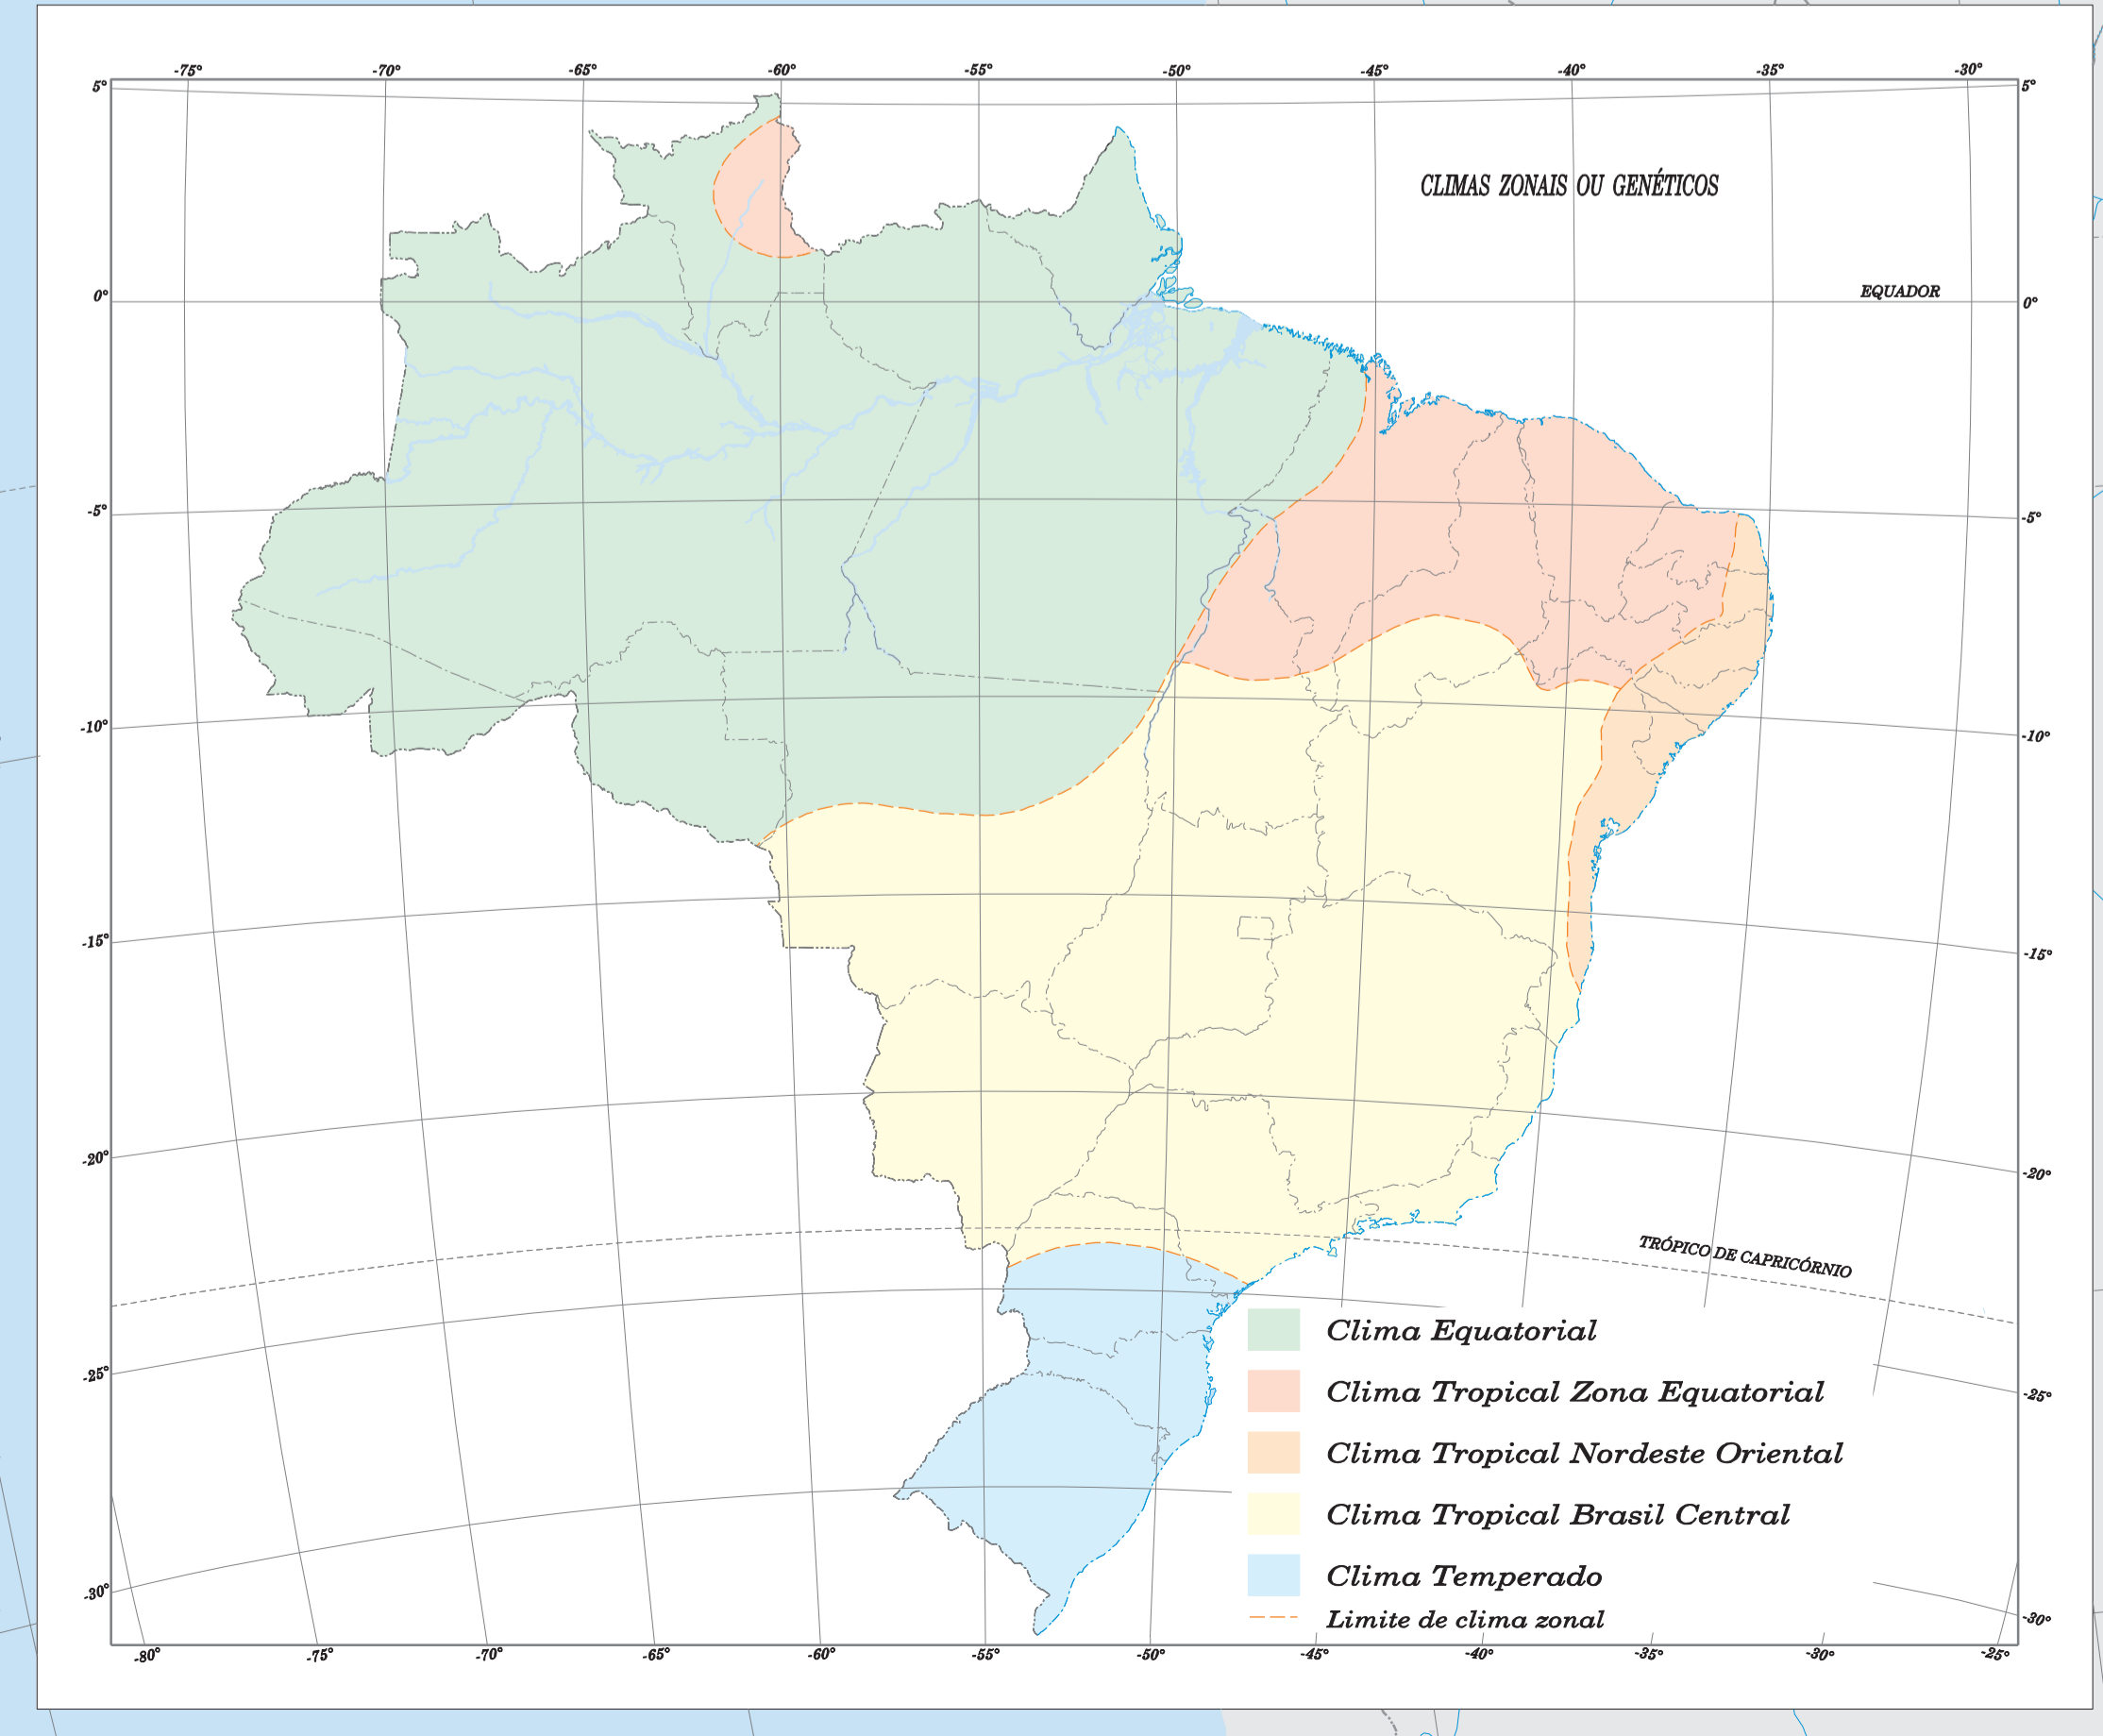 -75° -70° -65° -60° -55° -50° -45° -40° -35° -30°
5° 5°
CLIMAS ZONAIS OU GENÉTICOS
EQUADOR
0° 0°
-5° -5°
-10° -10°
-15° -15°
-20° -20°
TRÓPICO DE CAPRICÓRNIO
Clima Equatorial
-25° -25°
Clima Tropical Zona Equatorial
Clima Tropical Nordeste Oriental
Clima Tropical Brasil Central
Clima Temperado
-30° -30°
Limite de clima zonal
-80° -75° -70° -65° -60° -55° -50° -45° -40° -35° -30° -25°